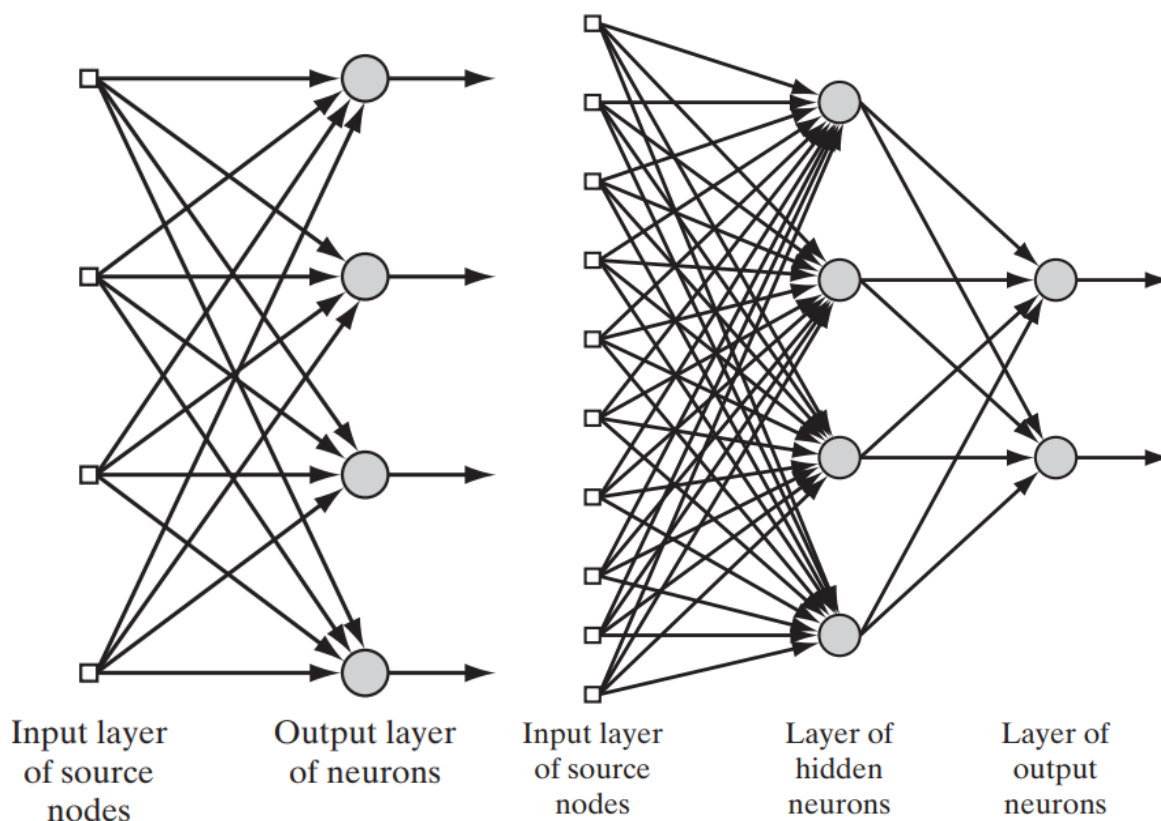 Input layer
of source
nodes
Output layer
of neurons
Input layer
of source
nodes
Layer of
hidden
neurons
Layer of
output
neurons